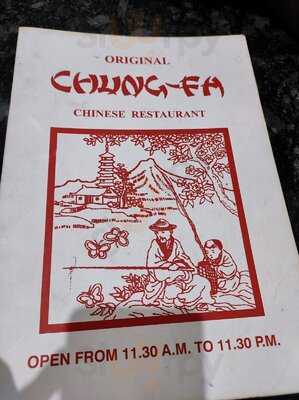 ORIGINAL
CHUNG-FA
CHINESE RESTAURANT
OPEN FROM 11.30 A.M. TO 11.30 P.M.